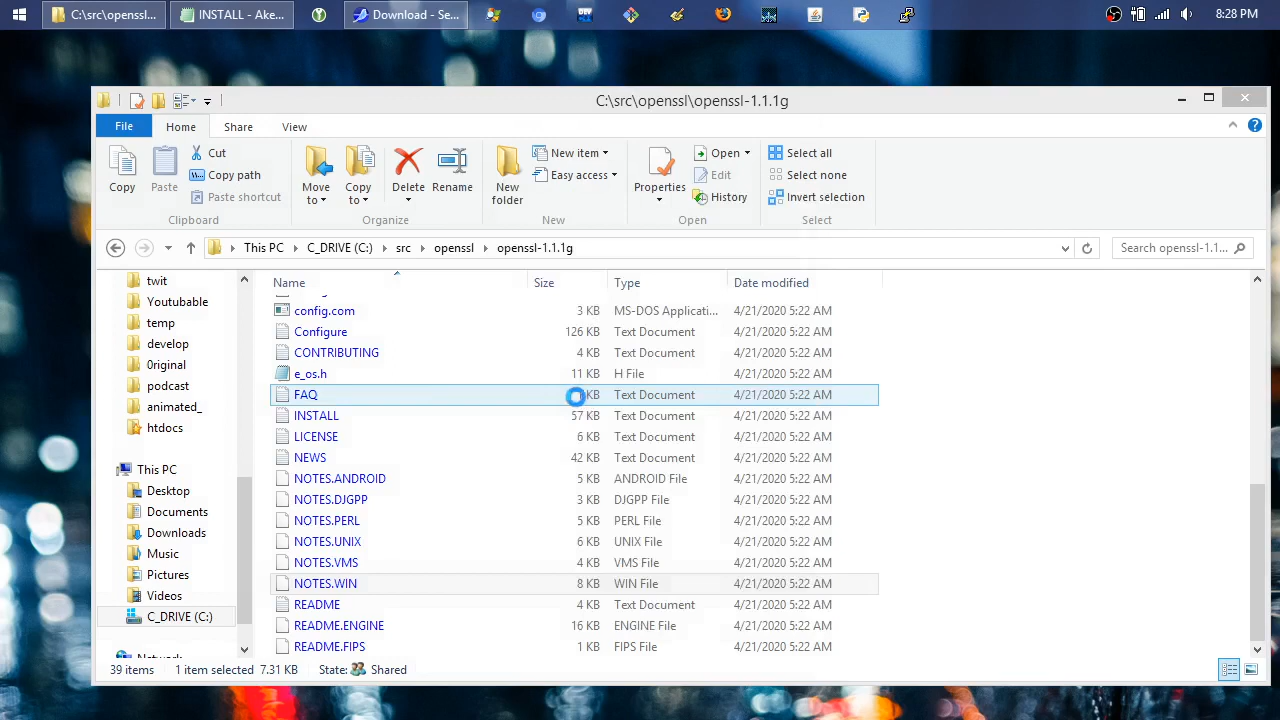 C:\src\openssl...
INSTALL - Ake...
Download - Se...
8:28 PM
C:\src\openssl\openssl-1.1.1g
File
Home
Share
View
Copy
Paste
Cut
Copy path
Paste shortcut
Clipboard
Move to
Copy to
Delete
Rename
Organize
New folder
New item
Easy access
New
Properties
Open
Edit
History
Open
Select all
Select none
Invert selection
Select
This PC
C_DRIVE (C:)
src
openssl
openssl-1.1.1g
Search openssl-1.1....
twit
Youtubable
temp
develop
0riginal
podcast
animated_
htdocs
This PC
Desktop
Documents
Downloads
Music
Pictures
Videos
C_DRIVE (C:)
Network
Name Size Type Date modified
config.com 3 KB MS-DOS Applicati... 4/21/2020 5:22 AM
Configure 126 KB Text Document 4/21/2020 5:22 AM
CONTRIBUTING 4 KB Text Document 4/21/2020 5:22 AM
e_os.h 11 KB H File 4/21/2020 5:22 AM
FAQ KB Text Document 4/21/2020 5:22 AM
INSTALL 57 KB Text Document 4/21/2020 5:22 AM
LICENSE 6 KB Text Document 4/21/2020 5:22 AM
NEWS 42 KB Text Document 4/21/2020 5:22 AM
NOTES.ANDROID 5 KB ANDROID File 4/21/2020 5:22 AM
NOTES.DJGPP 3 KB DJGPP File 4/21/2020 5:22 AM
NOTES.PERL 5 KB PERL File 4/21/2020 5:22 AM
NOTES.UNIX 6 KB UNIX File 4/21/2020 5:22 AM
NOTES.VMS 4 KB VMS File 4/21/2020 5:22 AM
NOTES.WIN 8 KB WIN File 4/21/2020 5:22 AM
README 4 KB Text Document 4/21/2020 5:22 AM
README.ENGINE 16 KB ENGINE File 4/21/2020 5:22 AM
README.FIPS 1 KB FIPS File 4/21/2020 5:22 AM
39 items 1 item selected 7.31 KB State: Shared